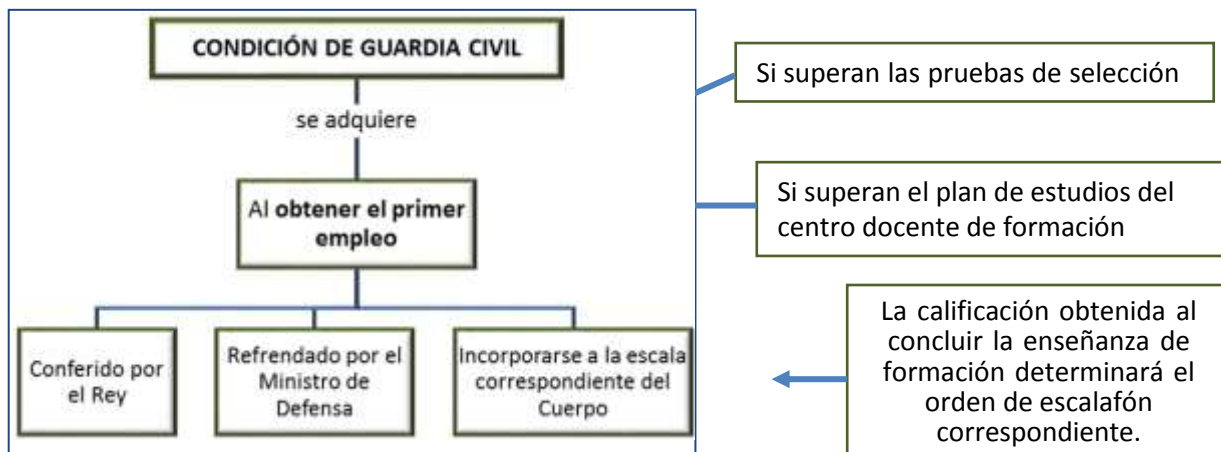 CONDICIÓN DE GUARDIA CIVIL
se adquiere
Al obtener el primer
empleo
Conferido por
el Rey
Refrendado por el
Ministro de
Defensa
Incorporarse a la escala
correspondiente del
Cuerpo
Si superan las pruebas de selección
Si superan el plan de estudios del
centro docente de formación
La calificación obtenida al
concluir la enseñanza de
formación determinará el
orden de escalafón
correspondiente.